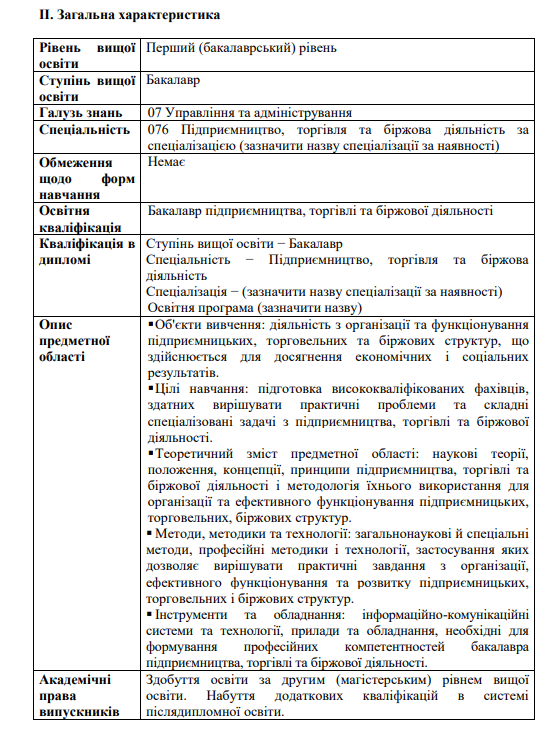 ІІ. Загальна характеристика
Рівень вищої
освіти
Перший (бакалаврський) рівень
Ступінь вищої
освіти
Бакалавр
Галузь знань
07 Управління та адміністрування
Спеціальність
076 Підприємництво, торгівля та біржова діяльність за
спеціалізацією (зазначити назву спеціалізації за наявності)
Обмеження
щодо форм
навчання
Немає
Освітня
кваліфікація
Бакалавр підприємництва, торгівлі та біржової діяльності
Кваліфікація в
дипломі
Ступінь вищої освіти − Бакалавр
Спеціальність − Підприємництво, торгівля та біржова
діяльність
Спеціалізація − (зазначити назву спеціалізації за наявності)
Освітня програма (зазначити назву)
Опис
предметної
області
▪Об'єкти вивчення: діяльність з організації та функціонування
підприємницьких, торговельних та біржових структур, що
здійснюється для досягнення економічних і соціальних
результатів.
▪Цілі навчання: підготовка висококваліфікованих фахівців,
здатних вирішувати практичні проблеми та складні
спеціалізовані задачі з підприємництва, торгівлі та біржової
діяльності.
▪Теоретичний зміст предметної області: наукові теорії,
положення, концепції, принципи підприємництва, торгівлі та
біржової діяльності і методологія їхнього використання для
організації та ефективного функціонування підприємницьких,
торговельних, біржових структур.
▪ Методи, методики та технології: загальнонаукові й спеціальні
методи, професійні методики і технології, застосування яких
дозволяє вирішувати практичні завдання з організації,
ефективного функціонування та розвитку підприємницьких,
торговельних і біржових структур.
▪Інструменти та обладнання: інформаційно-комунікаційні
системи та технології, прилади та обладнання, необхідні для
формування професійних компетентностей бакалавра
підприємництва, торгівлі та біржової діяльності.
Академічні
права
випускників
Здобуття освіти за другим (магістерським) рівнем вищої
освіти. Набуття додаткових кваліфікацій в системі
післядипломної освіти.